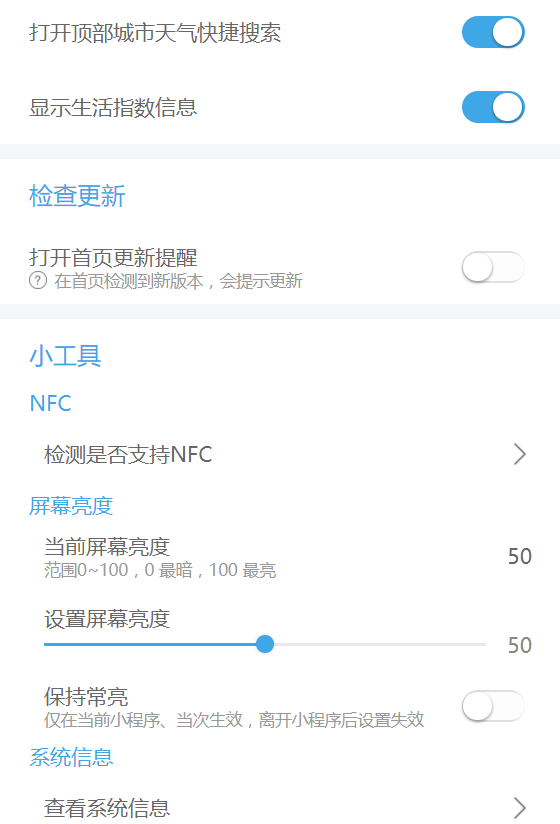 打开顶部城市天气快捷搜索
显示生活指数信息
检查更新
打开首页更新提醒
? 在首页检测到新版本，会提示更新
小工具
NFC
检测是否支持NFC
屏幕亮度
当前屏幕亮度
50
范围0~100，0 最暗，100 最亮
设置屏幕亮度
50
保持常亮
仅在当前小程序、当次生效，离开小程序后设置失效
系统信息
查看系统信息